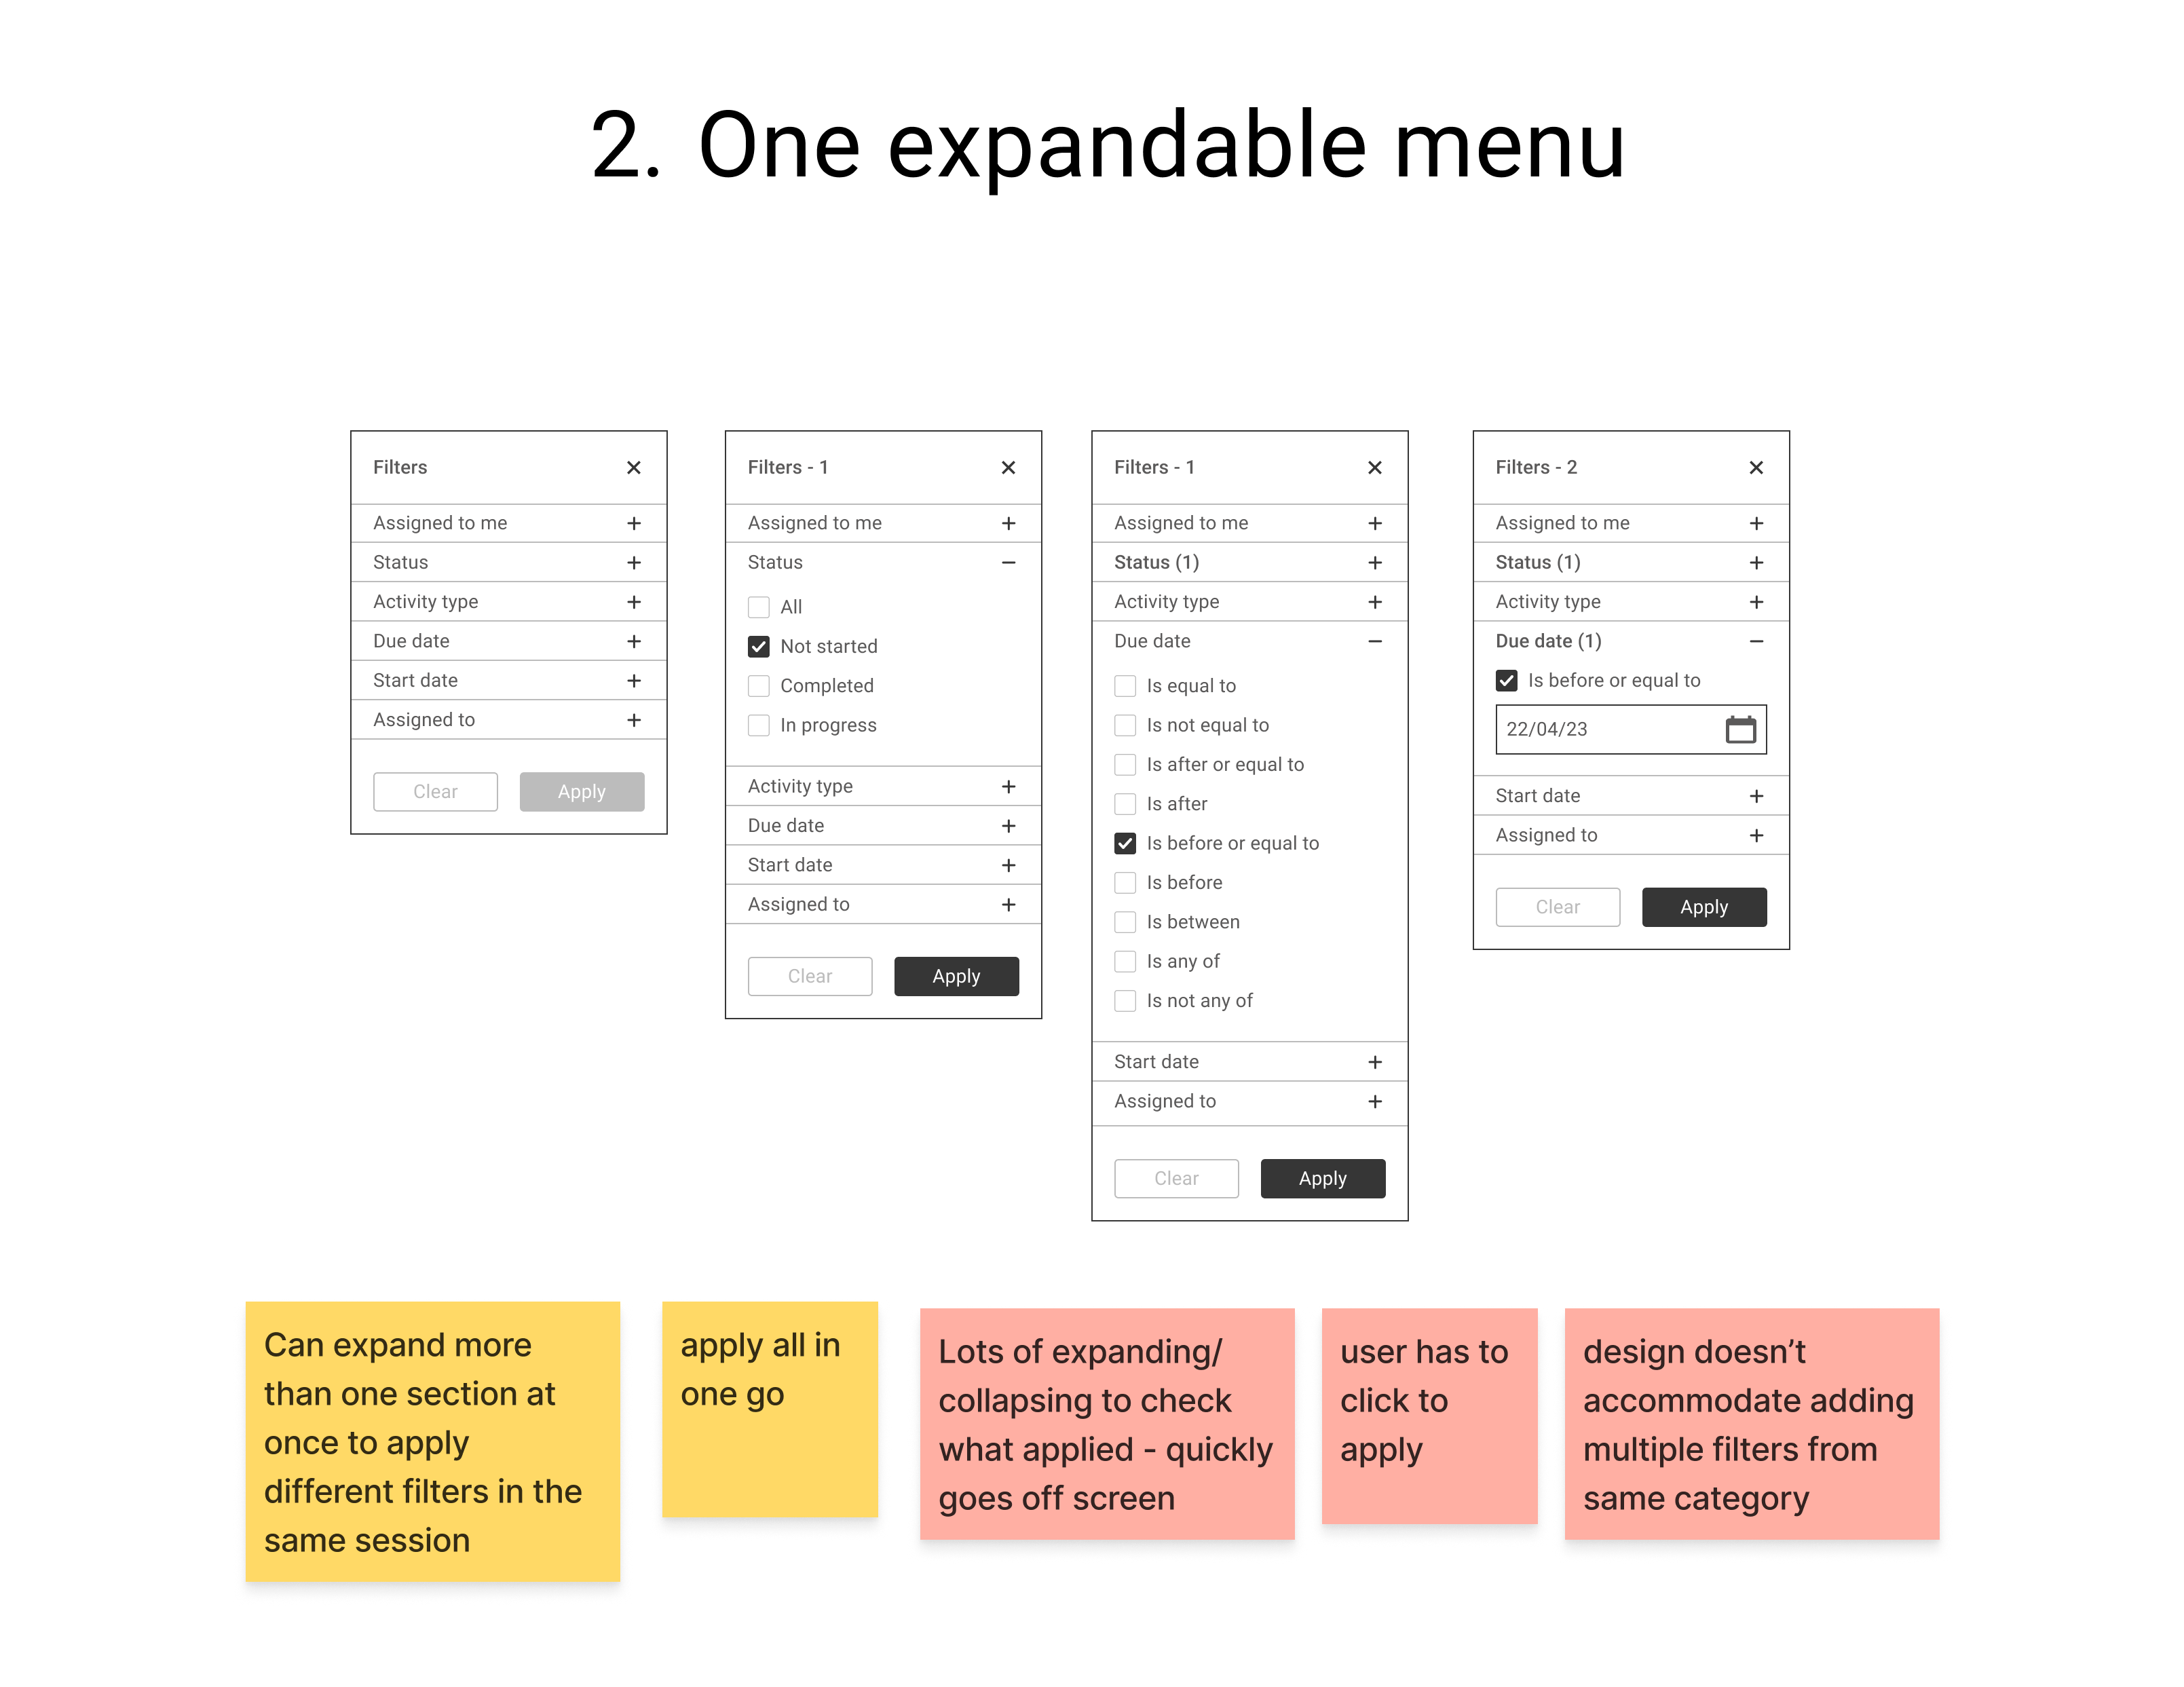 2. One expandable menu
Filters
Assigned to me
Status
Activity type
Due date
Start date
Assigned to
Clear
Apply
Filters - 1
Assigned to me
Status
All
Not started
Completed
In progress
Activity type
Due date
Start date
Assigned to
Clear
Apply
Filters - 1
Assigned to me
Status (1)
Activity type
Due date
Is equal to
Is not equal to
Is after or equal to
Is after
Is before or equal to
Is before
Is between
Is any of
Is not any of
Start date
Assigned to
Clear
Apply
Filters - 2
Assigned to me
Status (1)
Activity type
Due date (1)
Is before or equal to
22/04/23
Start date
Assigned to
Clear
Apply
Can expand more
than one section at
once to apply
different filters in the
same session
apply all in
one go
Lots of expanding/
collapsing to check
what applied - quickly
goes off screen
user has to
click to
apply
design doesn’t
accommodate adding
multiple filters from
same category